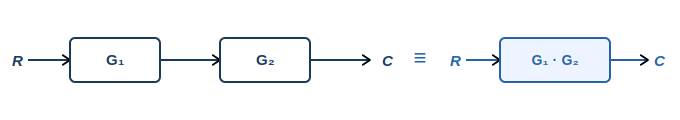 R G₁ G₂ C ≡ R G₁ · G₂ C